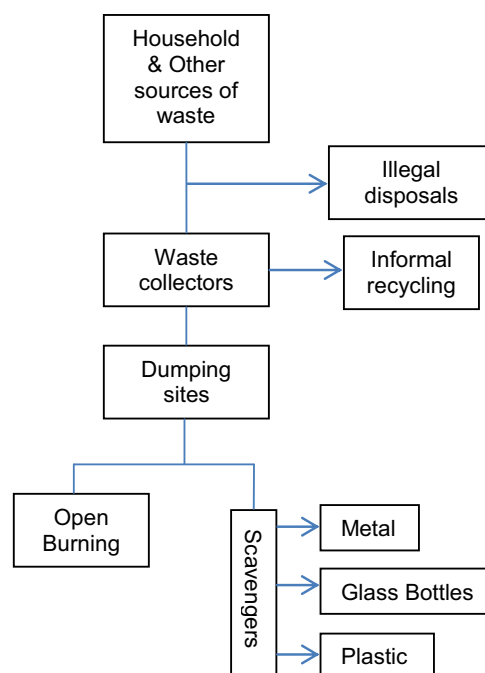 Household
& Other
sources of
waste
Illegal
disposals
Waste
collectors
Informal
recycling
Dumping
sites
Open
Burning
Scavengers
Metal
Glass Bottles
Plastic